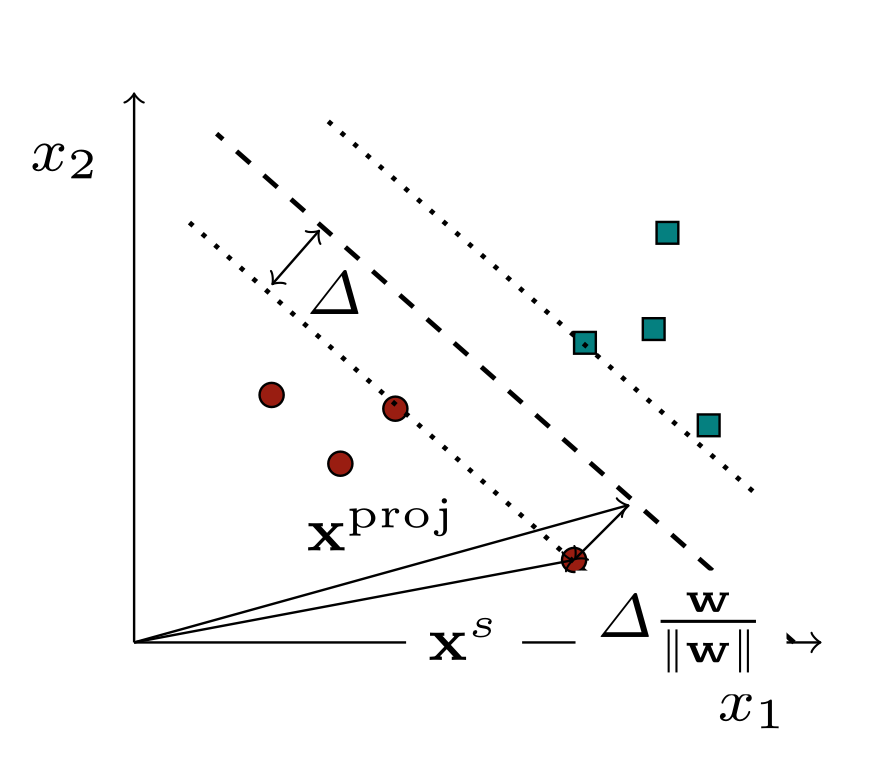 x₂
Δ
x^proj
x^s
Δ w/‖w‖
x₁